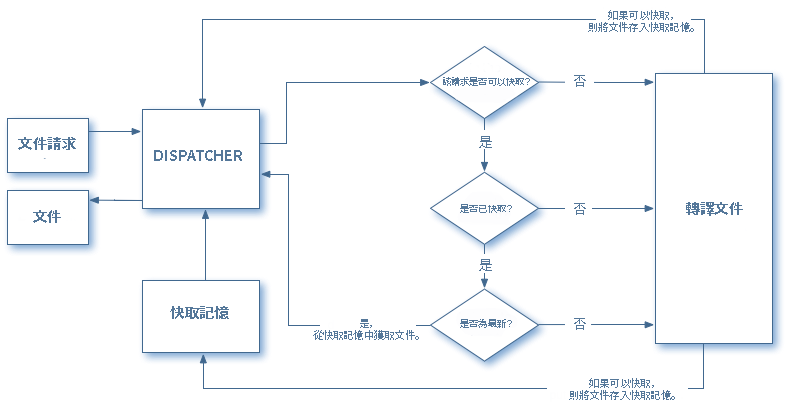 如果可以快取，
則將文件存入快取記憶。
該請求是否可以快取？
否
文件請求
DISPATCHER
是
文件
是否已快取？
否
轉譯文件
是
快取記憶
是，
從快取記憶中獲取文件。
是否為最新？
否
如果可以快取，
則將文件存入快取記憶。